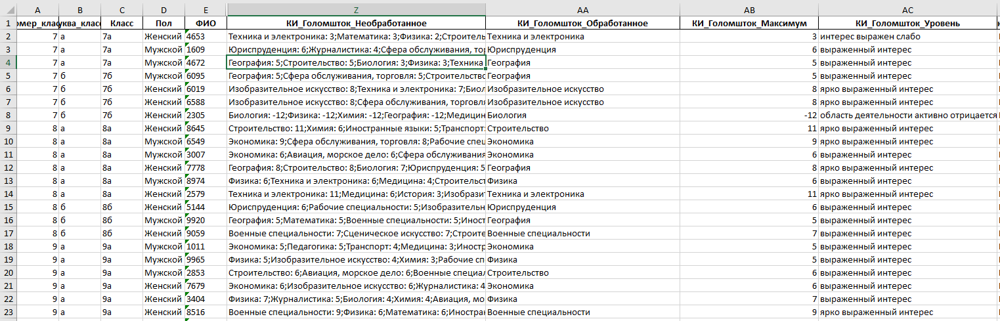 A B C D E Z AA AB AC
1 омер_клас уква_клас Класс Пол ФИО КИ_Голомшток_Необработанное КИ_Голомшток_Обработанное КИ_Голомшток_Максимум КИ_Голомшток_Уровень
2 7 а 7а Женский 4653 Техника и электроника: 3;Математика: 3;Физика: 2;Строитель Техника и электроника 3 интерес выражен слабо
3 7 а 7а Мужской 1609 Юриспруденция: 6;Журналистика: 4;Сфера обслуживания, тор Юриспруденция 6 выраженный интерес
4 7 а 7а Мужской 4672 География: 5;Строительство: 5;Биология: 3;Физика: 3;Техника География 5 выраженный интерес
5 7 б 7б Мужской 6095 География: 5;Сфера обслуживания, торговля: 5;Строительство География 5 выраженный интерес
6 7 б 7б Женский 6019 Изобразительное искусство: 8;Техника и электроника: 7;Биол Изобразительное искусство 8 ярко выраженный интерес
7 7 б 7б Женский 6588 Изобразительное искусство: 8;Сфера обслуживания, торговля Изобразительное искусство 8 ярко выраженный интерес
8 7 б 7б Женский 2305 Биология: -12;Физика: -12;Химия: -12;География: -12;Медицин Биология -12 область деятельности активно отрицается
9 8 а 8а Женский 8645 Строительство: 11;Химия: 6;Иностранные языки: 5;Транспорт: Строительство 11 ярко выраженный интерес
10 8 а 8а Мужской 6549 Экономика: 9;Сфера обслуживания, торговля: 8;Рабочие спец Экономика 9 ярко выраженный интерес
11 8 а 8а Мужской 3007 Экономика: 6;Авиация, морское дело: 6;Сфера обслуживания Экономика 6 выраженный интерес
12 8 а 8а Женский 7778 География: 8;Строительство: 8;Биология: 7;Юриспруденция: 5 География 8 ярко выраженный интерес
13 8 а 8а Мужской 8974 Физика: 6;Техника и электроника: 6;Медицина: 4;Строительст Физика 6 выраженный интерес
14 8 а 8а Женский 2579 Техника и электроника: 11;Медицина: 6;История: 3;Изобрази Техника и электроника 11 ярко выраженный интерес
15 8 б 8б Женский 5144 Юриспруденция: 6;Рабочие специальности: 5;Изобразительн Юриспруденция 6 выраженный интерес
16 8 б 8б Мужской 9920 География: 5;Математика: 5;Военные специальности: 5;Иност География 5 выраженный интерес
17 8 б 8б Женский 9059 Военные специальности: 7;Сценическое искусство: 7;Строите Военные специальности 7 выраженный интерес
18 9 а 9а Мужской 1011 Экономика: 5;Педагогика: 5;Транспорт: 4;Медицина: 3;Иностр Экономика 5 выраженный интерес
19 9 а 9а Мужской 9965 Физика: 5;Изобразительное искусство: 4;Химия: 3;Рабочие сп Физика 5 выраженный интерес
20 9 а 9а Мужской 2853 Строительство: 6;Авиация, морское дело: 6;Военные специал Строительство 6 выраженный интерес
21 9 а 9а Женский 7679 Экономика: 6;Изобразительное искусство: 6;Журналистика: 4 Экономика 6 выраженный интерес
22 9 а 9а Женский 3404 Физика: 7;Журналистика: 5;Биология: 4;Химия: 4;Авиация, мо Физика 7 выраженный интерес
23 9 а 9а Женский 8516 Военные специальности: 9;Физика: 6;Математика: 6;Иностран Военные специальности 9 ярко выраженный интерес